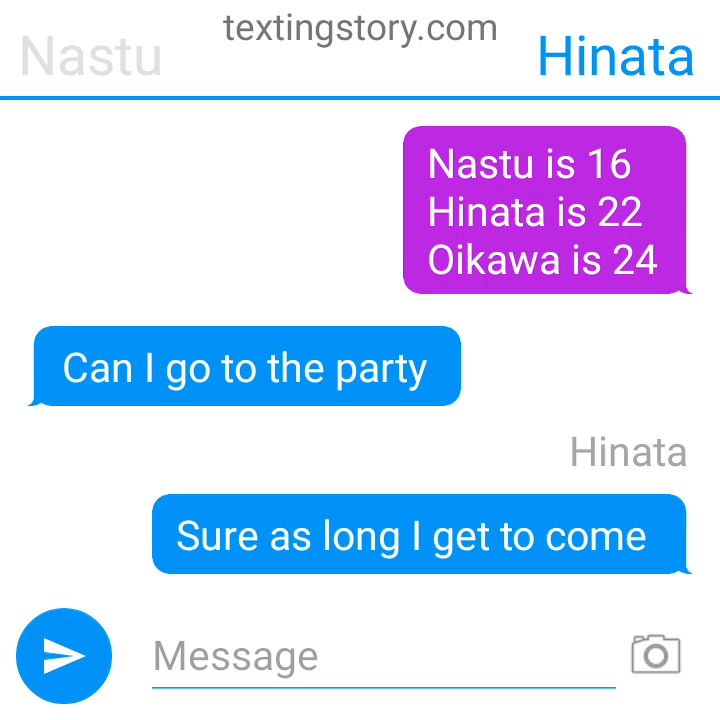 textingstory.com
Nastu
Hinata
Nastu is 16
Hinata is 22
Oikawa is 24
Can I go to the party
Hinata
Sure as long I get to come
Message